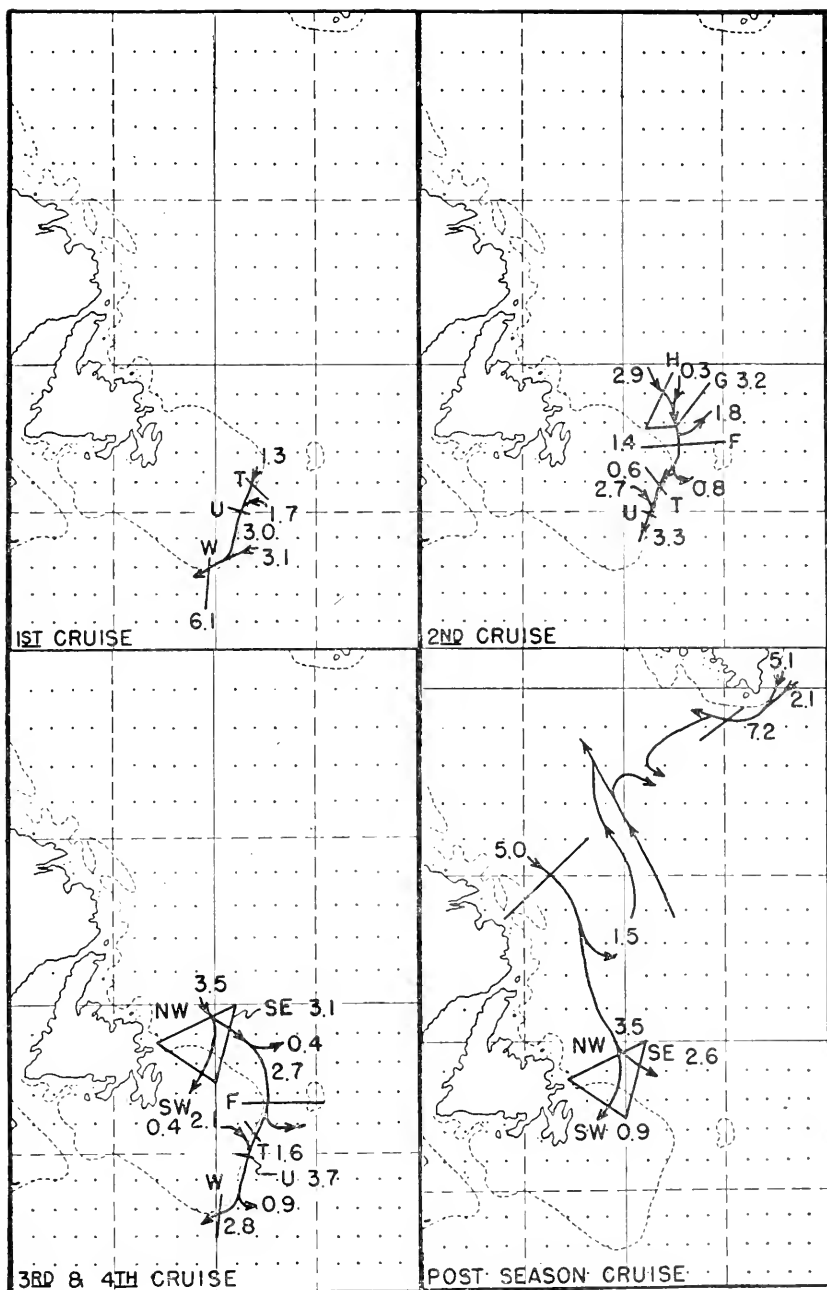 1.3
T
U
1.7
3.0
W
3.1
6.1
1ST CRUISE
H
0.3
2.9
G 3.2
1.8
1.4
F
0.6
0.8
2.7
T
U
3.3
2ND CRUISE
3.5
NW
SE 3.1
0.4
2.7
SW
F
0.4
2.1
T 1.6
U 3.7
W
0.9
2.8
3RD & 4TH CRUISE
5.1
2.1
7.2
5.0
1.5
3.5
NW
SE 2.6
SW 0.9
POST SEASON CRUISE